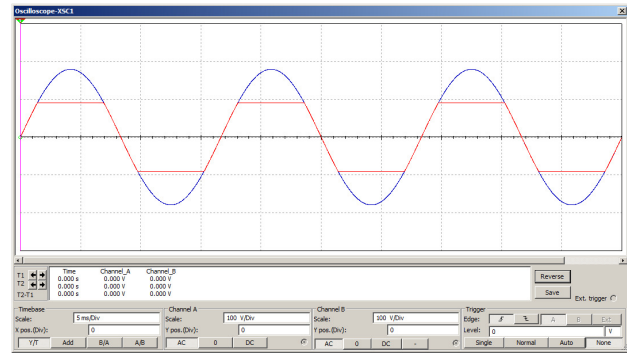 Oscilloscope-XSC1
Time Channel_A Channel_B
T1 0.000 s 0.000 V 0.000 V
T2 0.000 s 0.000 V 0.000 V
T2-T1 0.000 s 0.000 V 0.000 V
Reverse
Save
Ext. trigger
Timebase
Scale: 5 ms/Div
X pos.(Div): 0
Y/T Add B/A A/B
Channel A
Scale: 100 V/Div
Y pos.(Div): 0
AC 0 DC
Channel B
Scale: 100 V/Div
Y pos.(Div): 0
AC 0 DC -
Trigger
Edge: A B Ext
Level: 0 V
Single Normal Auto None